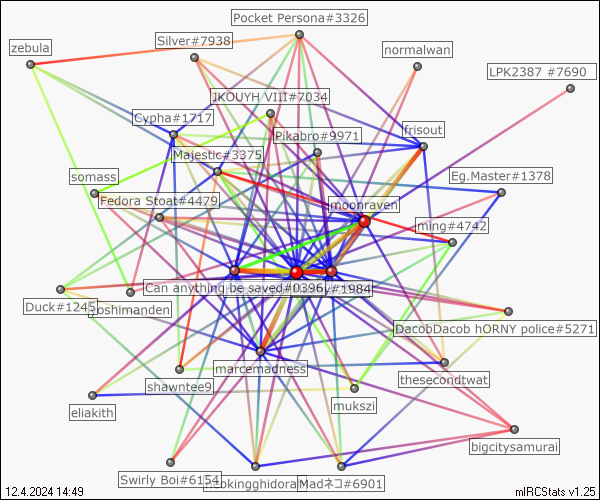 Pocket Persona#3326
Silver#7938
zebula
normalwan
LPK2387 #7690
JKOUYH VIII#7034
Cypha#1717
frisout
Pikabro#9971
Majestic#3375
somass
Eg.Master#1378
Fedora Stoat#4479
moonraven
ming#4742
Can anything be saved#0396
#1984
Duck#1245
oshimanden
DacobDacob hORNY police#5271
marcemadness
shawntee9
thesecondtwat
mukszi
eliakith
bigcitysamurai
Swirly Boi#6154
kingghidora
Madネコ#6901
12.4.2024 14:49
mIRCStats v1.25